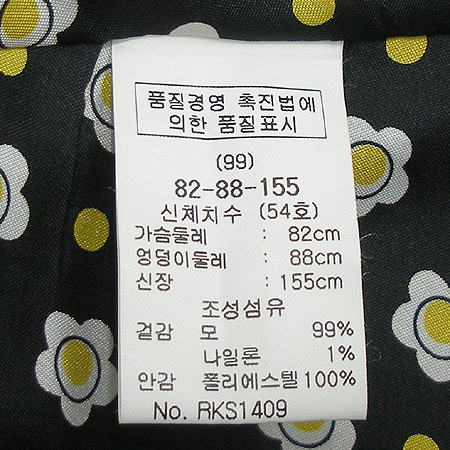 품질경영 촉진법에
의한 품질표시
(99)
82-88-155
신체치수 (54호)
가슴둘레 : 82cm
엉덩이둘레 : 88cm
신장 : 155cm
조성섬유
겉감 모 99%
나일론 1%
안감 폴리에스텔 100%
No. RKS1409